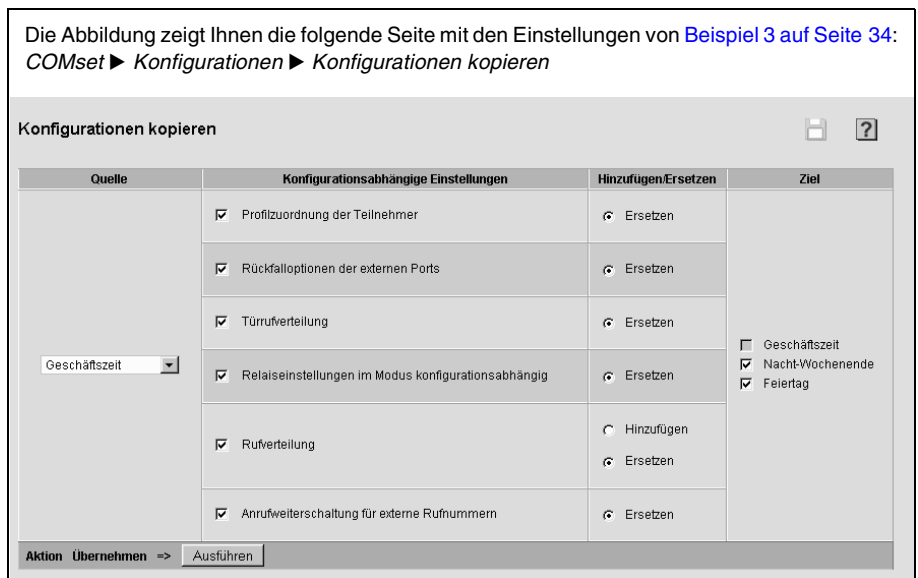 Die Abbildung zeigt Ihnen die folgende Seite mit den Einstellungen von Beispiel 3 auf Seite 34:
COMset ▶ Konfigurationen ▶ Konfigurationen kopieren
Konfigurationen kopieren
?
Quelle
Konfigurationsabhängige Einstellungen
Hinzufügen/Ersetzen
Ziel
Geschäftszeit
Profilzuordnung der Teilnehmer
Ersetzen
Rückfalloptionen der externen Ports
Ersetzen
Türrufverteilung
Ersetzen
Relaiseinstellungen im Modus konfigurationsabhängig
Ersetzen
Rufverteilung
Hinzufügen
Ersetzen
Anrufweiterschaltung für externe Rufnummern
Ersetzen
Geschäftszeit
Nacht-Wochenende
Feiertag
Aktion Übernehmen => Ausführen